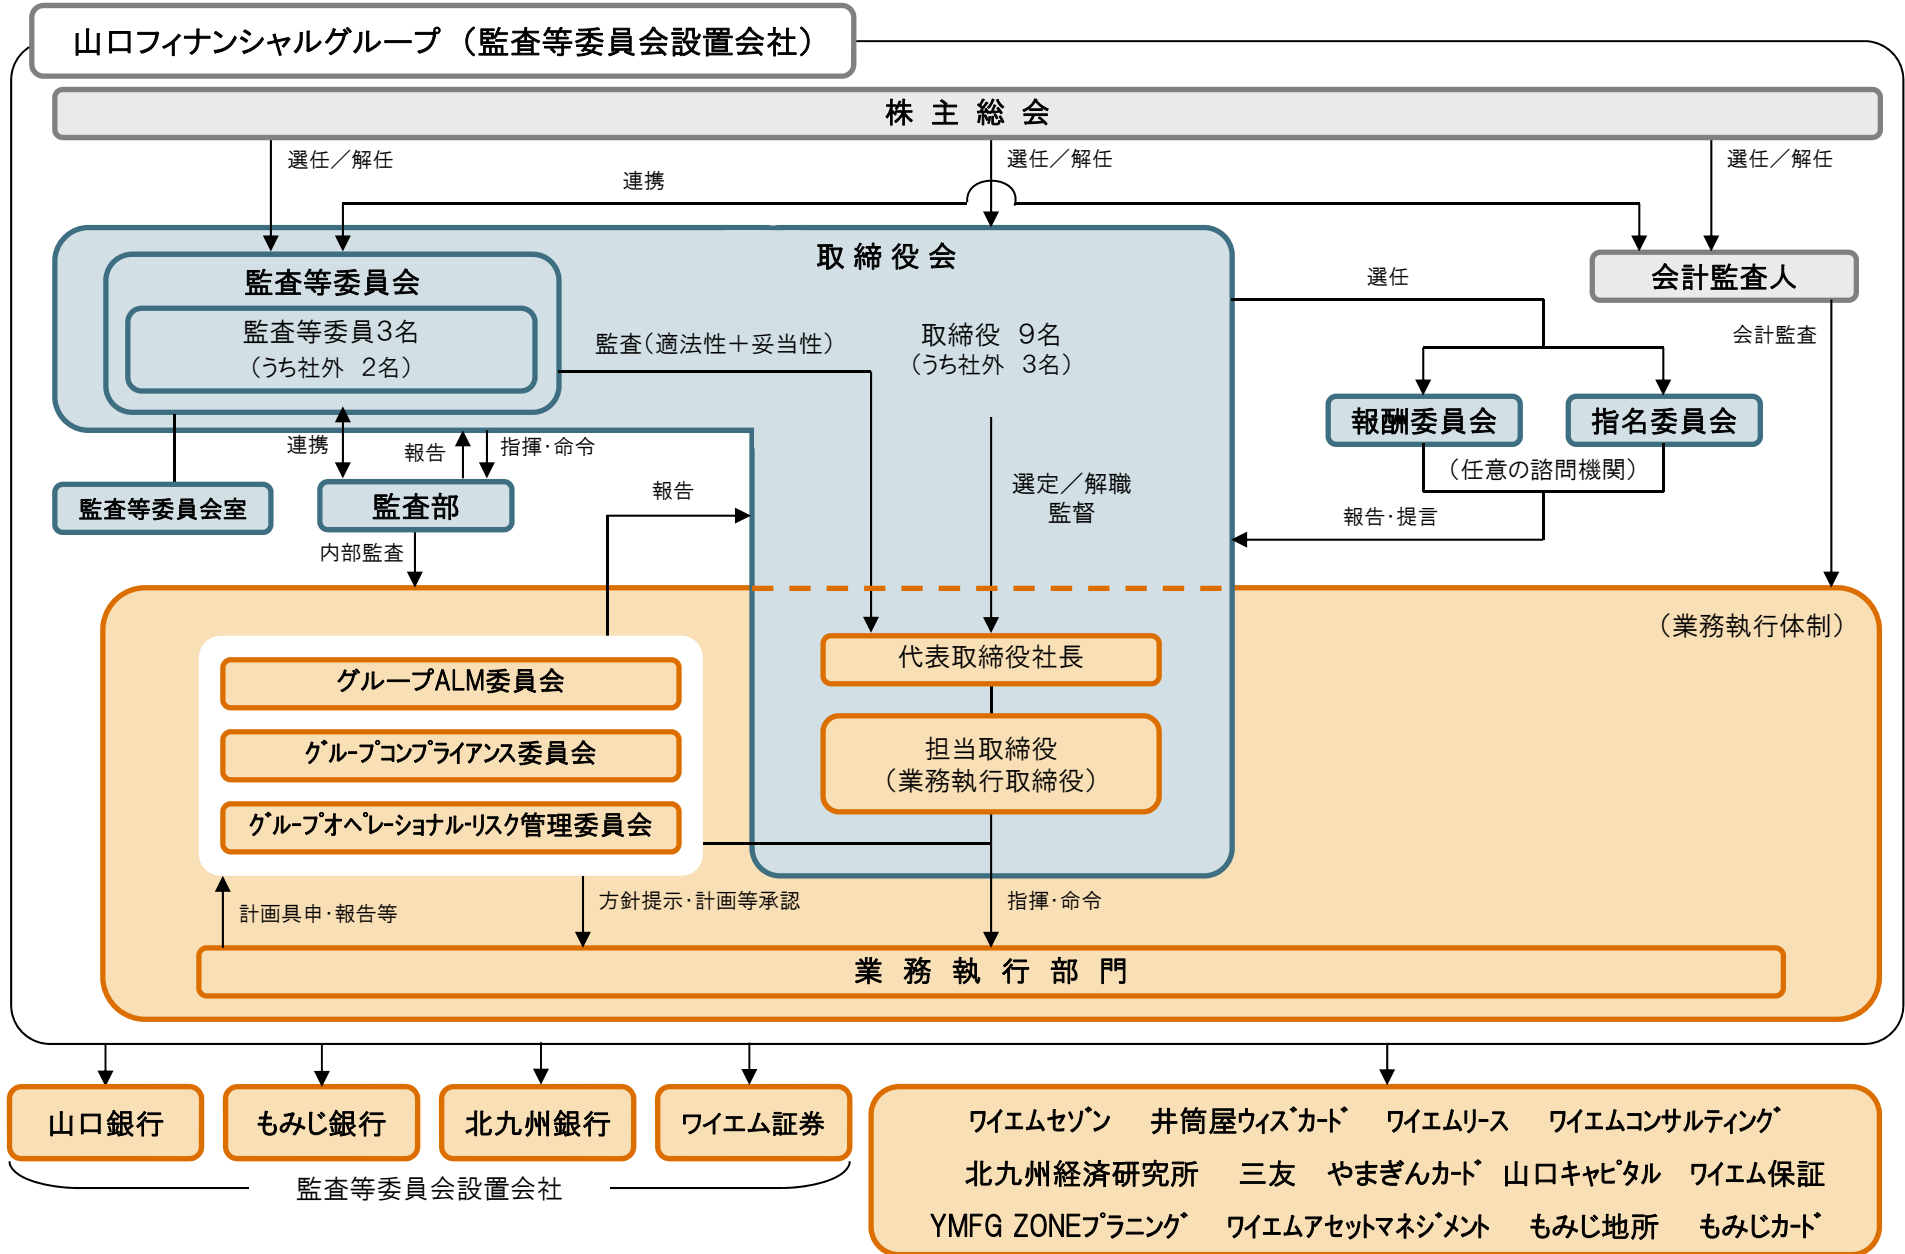 山口フィナンシャルグループ（監査等委員会設置会社）
株主総会
選任／解任
選任／解任
選任／解任
連携
取締役会
監査等委員会
監査等委員3名
（うち社外　2名）
監査（適法性＋妥当性）
取締役　9名
（うち社外　3名）
選任
会計監査人
会計監査
報酬委員会
指名委員会
（任意の諮問機関）
報告・提言
連携
報告
指揮・命令
監査等委員会室
監査部
内部監査
報告
選定／解職
監督
（業務執行体制）
代表取締役社長
担当取締役
（業務執行取締役）
グループALM委員会
グループコンプライアンス委員会
グループオペレーショナル・リスク管理委員会
計画具申・報告等
方針提示・計画等承認
指揮・命令
業務執行部門
山口銀行
もみじ銀行
北九州銀行
ワイエム証券
監査等委員会設置会社
ワイエムセゾン　井筒屋ウィズカード　ワイエムリース　ワイエムコンサルティング
北九州経済研究所　三友　やまぎんカード　山口キャピタル　ワイエム保証
YMFG ZONEプラニング　ワイエムアセットマネジメント　もみじ地所　もみじカード